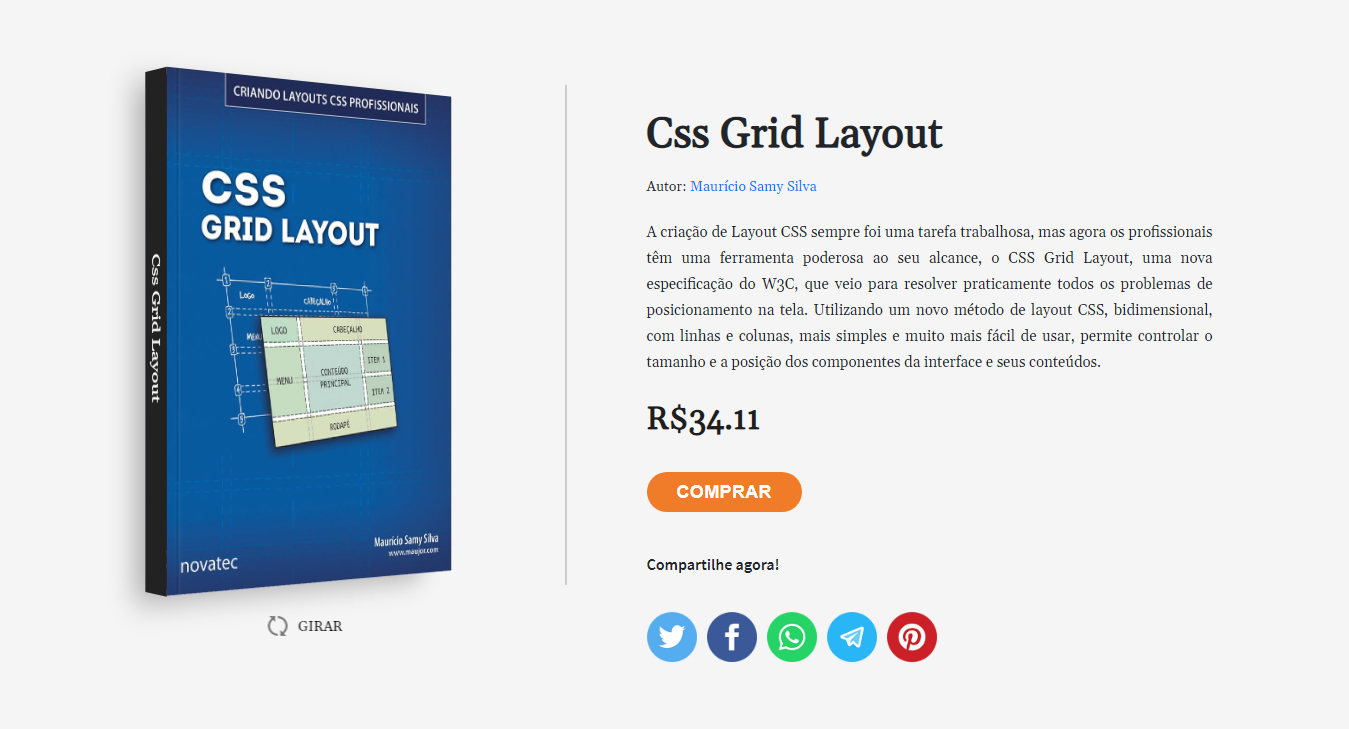 CRIANDO LAYOUTS CSS PROFISSIONAIS
CSS
GRID LAYOUT
Css Grid Layout
1
2
3
4
LOGO
CABEÇALHO
2
MENU
3
4
5
LOGO
CABEÇALHO
MENU
CONTEÚDO
PRINCIPAL
ITEM 1
ITEM 2
RODAPÉ
Maurício Samy Silva
www.maujor.com
novatec
GIRAR
Css Grid Layout
Autor: Maurício Samy Silva
A criação de Layout CSS sempre foi uma tarefa trabalhosa, mas agora os profissionais
têm uma ferramenta poderosa ao seu alcance, o CSS Grid Layout, uma nova
especificação do W3C, que veio para resolver praticamente todos os problemas de
posicionamento na tela. Utilizando um novo método de layout CSS, bidimensional,
com linhas e colunas, mais simples e muito mais fácil de usar, permite controlar o
tamanho e a posição dos componentes da interface e seus conteúdos.
R$34.11
COMPRAR
Compartilhe agora!